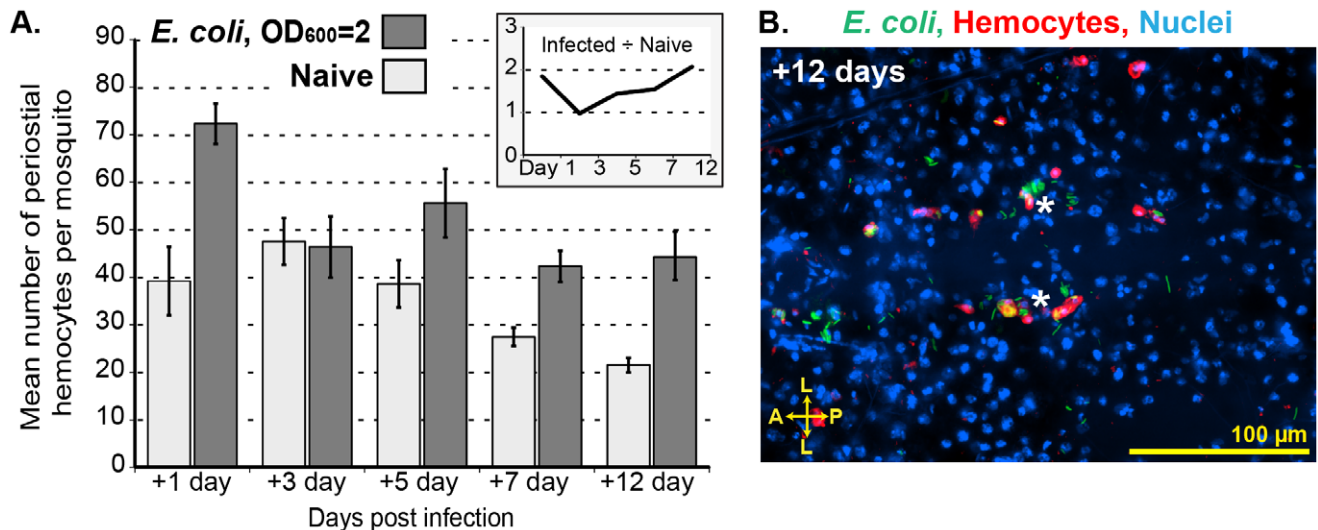 A.
Mean number of periostial
hemocytes per mosquito
90
80
70
60
50
40
30
20
10
0
E. coli, OD₆₀₀=2
Naive
3
2
1
0
Infected ÷ Naive
Day 1 3 5 7 12
+1 day +3 day +5 day +7 day +12 day
Days post infection
B.
E. coli, Hemocytes, Nuclei
+12 days
*
*
L
A P
L
100 µm